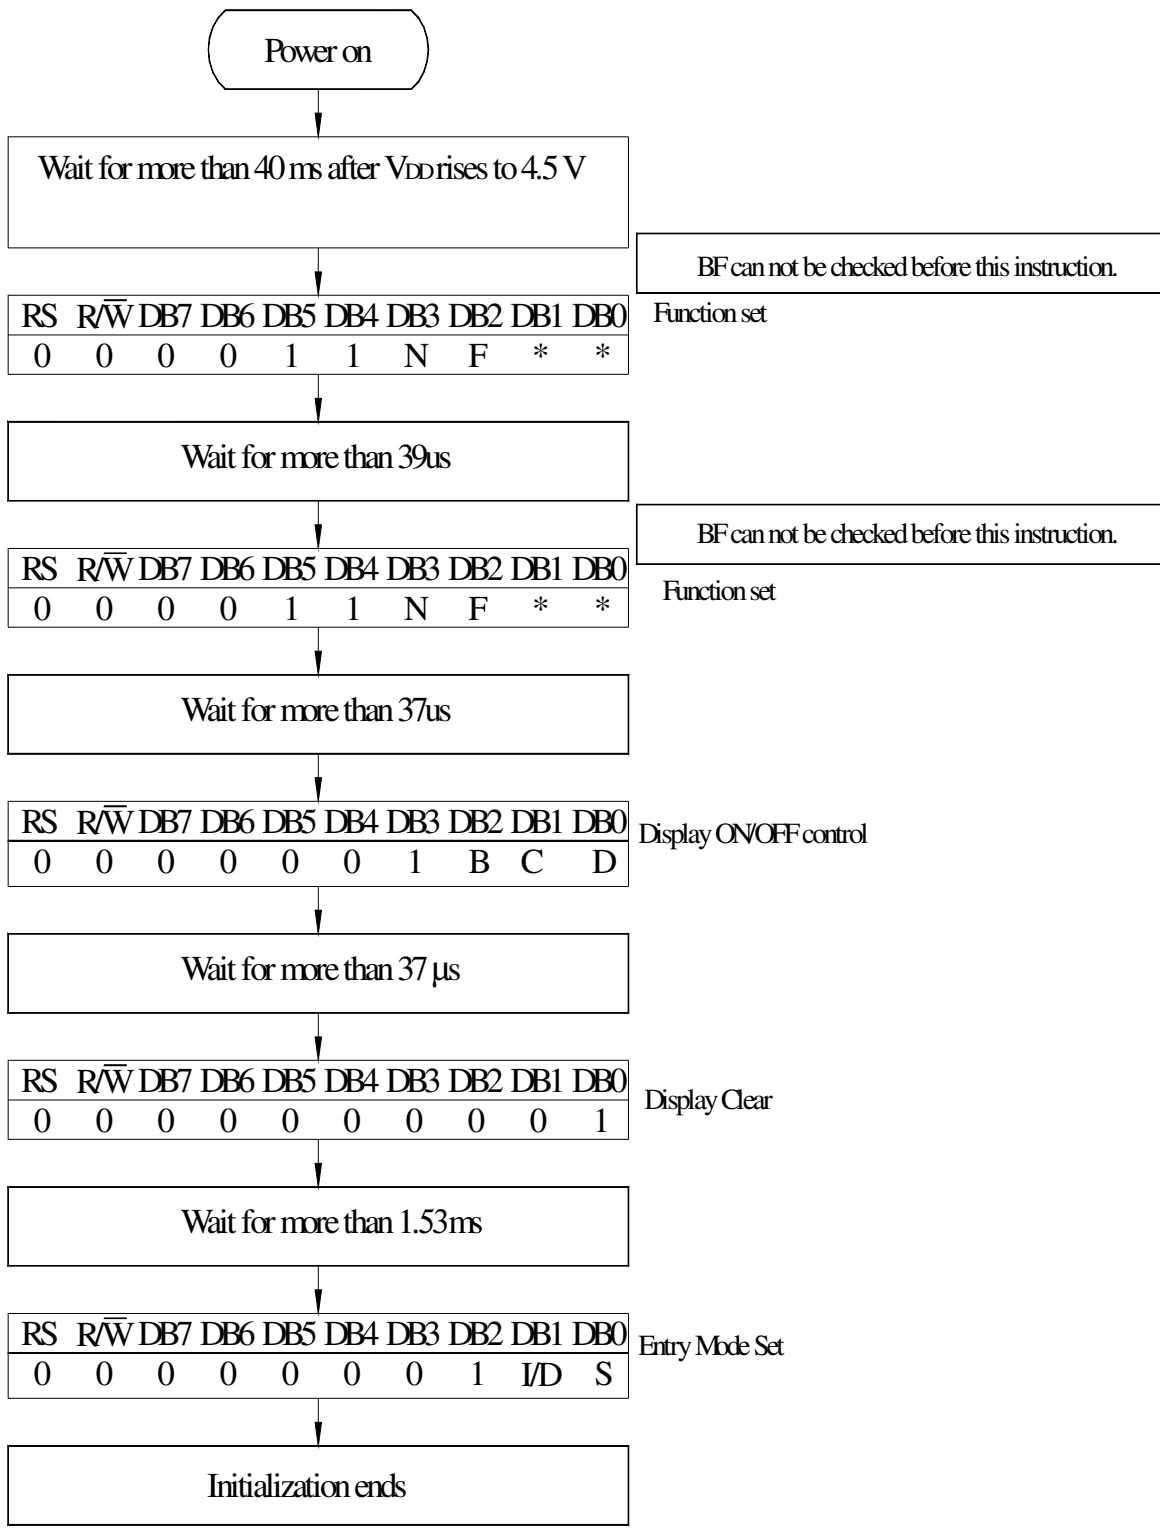 Power on
Wait for more than 40 ms after VDD rises to 4.5 V
BF can not be checked before this instruction.
RS R/W̅ DB7 DB6 DB5 DB4 DB3 DB2 DB1 DB0
Function set
0 0 0 0 1 1 N F * *
Wait for more than 39us
BF can not be checked before this instruction.
RS R/W̅ DB7 DB6 DB5 DB4 DB3 DB2 DB1 DB0
Function set
0 0 0 0 1 1 N F * *
Wait for more than 37us
RS R/W̅ DB7 DB6 DB5 DB4 DB3 DB2 DB1 DB0
Display ON/OFF control
0 0 0 0 0 0 1 B C D
Wait for more than 37 μs
RS R/W̅ DB7 DB6 DB5 DB4 DB3 DB2 DB1 DB0
Display Clear
0 0 0 0 0 0 0 0 0 1
Wait for more than 1.53ms
RS R/W̅ DB7 DB6 DB5 DB4 DB3 DB2 DB1 DB0
Entry Mode Set
0 0 0 0 0 0 0 1 I/D S
Initialization ends